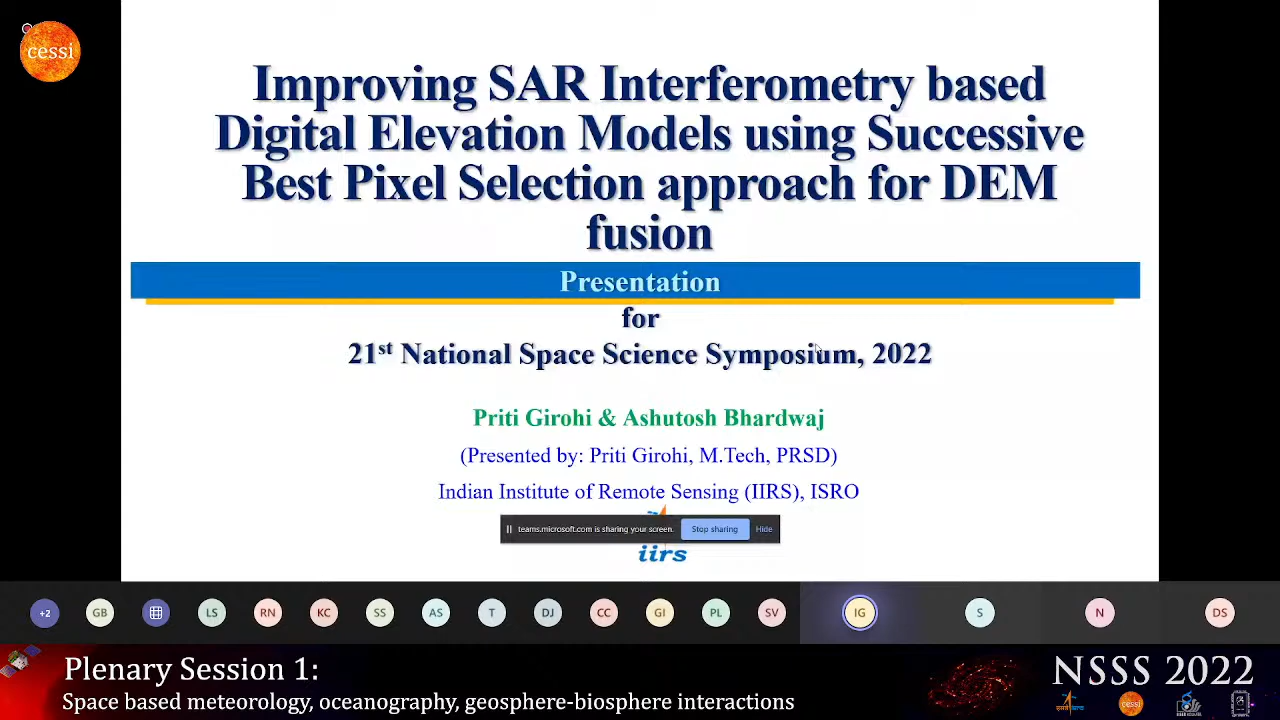 cessi
Improving SAR Interferometry based
Digital Elevation Models using Successive
Best Pixel Selection approach for DEM
fusion
Presentation
for
21st National Space Science Symposium, 2022
Priti Girohi & Ashutosh Bhardwaj
(Presented by: Priti Girohi, M.Tech, PRSD)
Indian Institute of Remote Sensing (IIRS), ISRO
teams.microsoft.com is sharing your screen. Stop sharing Hide
iirs
+2 GB LS RN KC SS AS T DJ CC GI PL SV IG S N DS
Plenary Session 1:
Space based meteorology, oceanography, geosphere-biosphere interactions
NSSS 2022
cessi